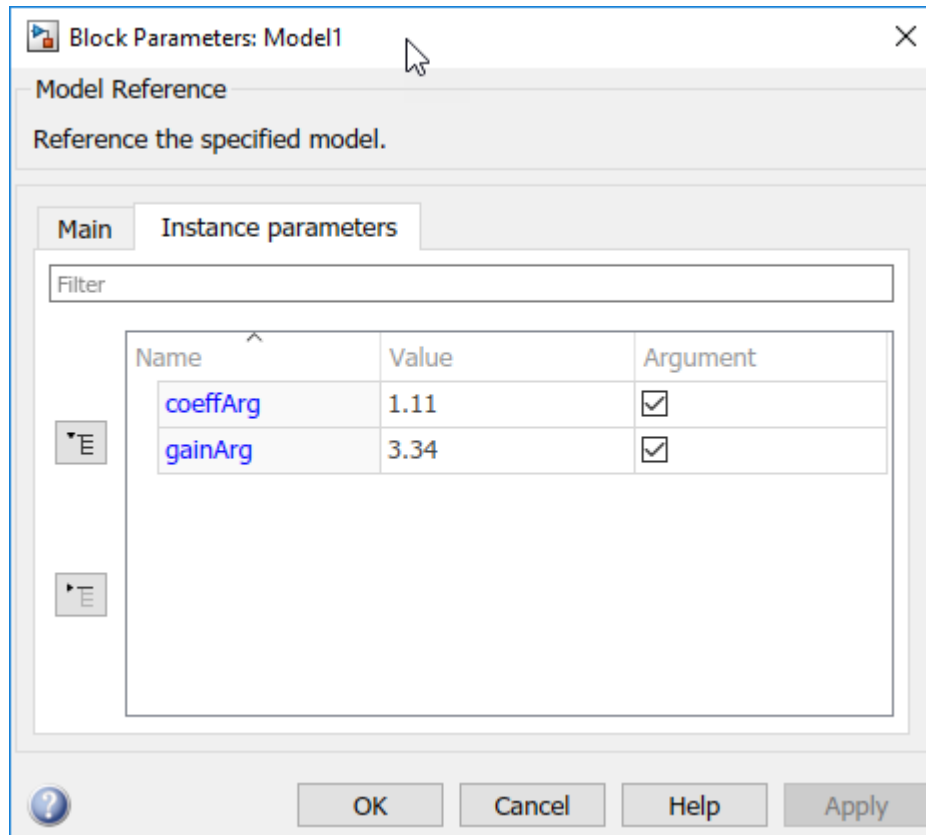 Block Parameters: Model1
Model Reference
Reference the specified model.
Main Instance parameters
Filter
Name Value Argument
coeffArg 1.11
gainArg 3.34
OK Cancel Help Apply